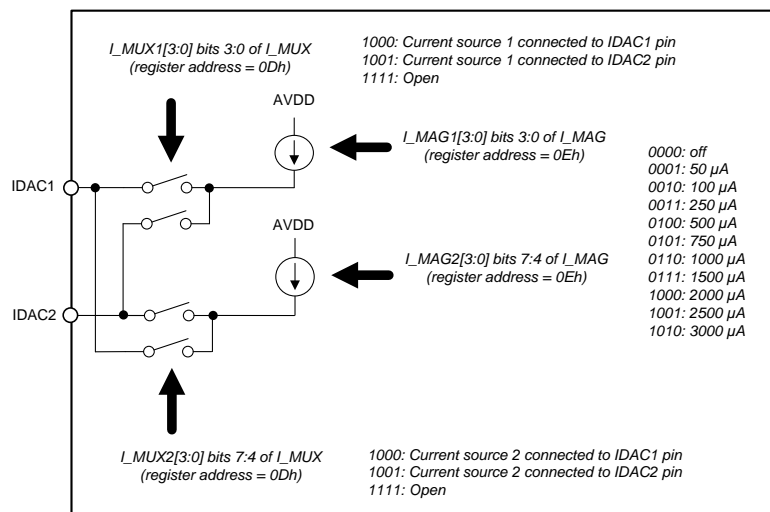 I_MUX1[3:0] bits 3:0 of I_MUX
(register address = 0Dh)
1000: Current source 1 connected to IDAC1 pin
1001: Current source 1 connected to IDAC2 pin
1111: Open
AVDD
I_MAG1[3:0] bits 3:0 of I_MAG
(register address = 0Eh)
IDAC1
AVDD
I_MAG2[3:0] bits 7:4 of I_MAG
(register address = 0Eh)
IDAC2
0000: off
0001: 50 µA
0010: 100 µA
0011: 250 µA
0100: 500 µA
0101: 750 µA
0110: 1000 µA
0111: 1500 µA
1000: 2000 µA
1001: 2500 µA
1010: 3000 µA
I_MUX2[3:0] bits 7:4 of I_MUX
(register address = 0Dh)
1000: Current source 2 connected to IDAC1 pin
1001: Current source 2 connected to IDAC2 pin
1111: Open